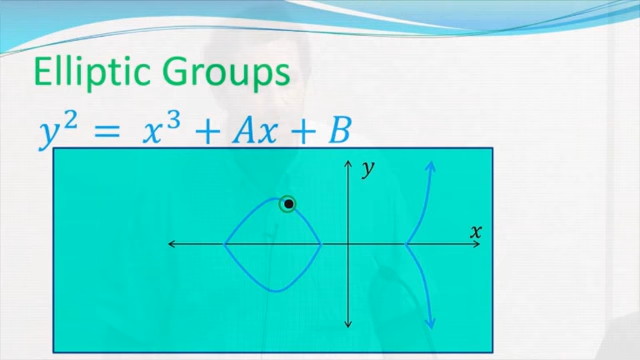 Elliptic Groups
y² = x³ + Ax + B
y
x